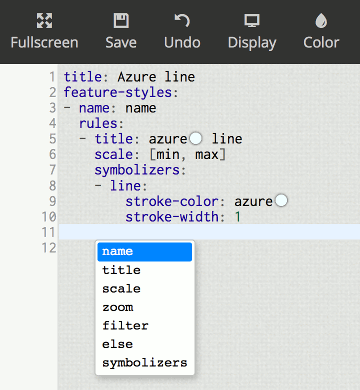 Fullscreen Save Undo Display Color
1 title: Azure line
2 feature-styles:
3 - name: name
4   rules:
5   - title: azure line
6     scale: [min, max]
7     symbolizers:
8     - line:
9         stroke-color: azure
10         stroke-width: 1
11
12
name
title
scale
zoom
filter
else
symbolizers